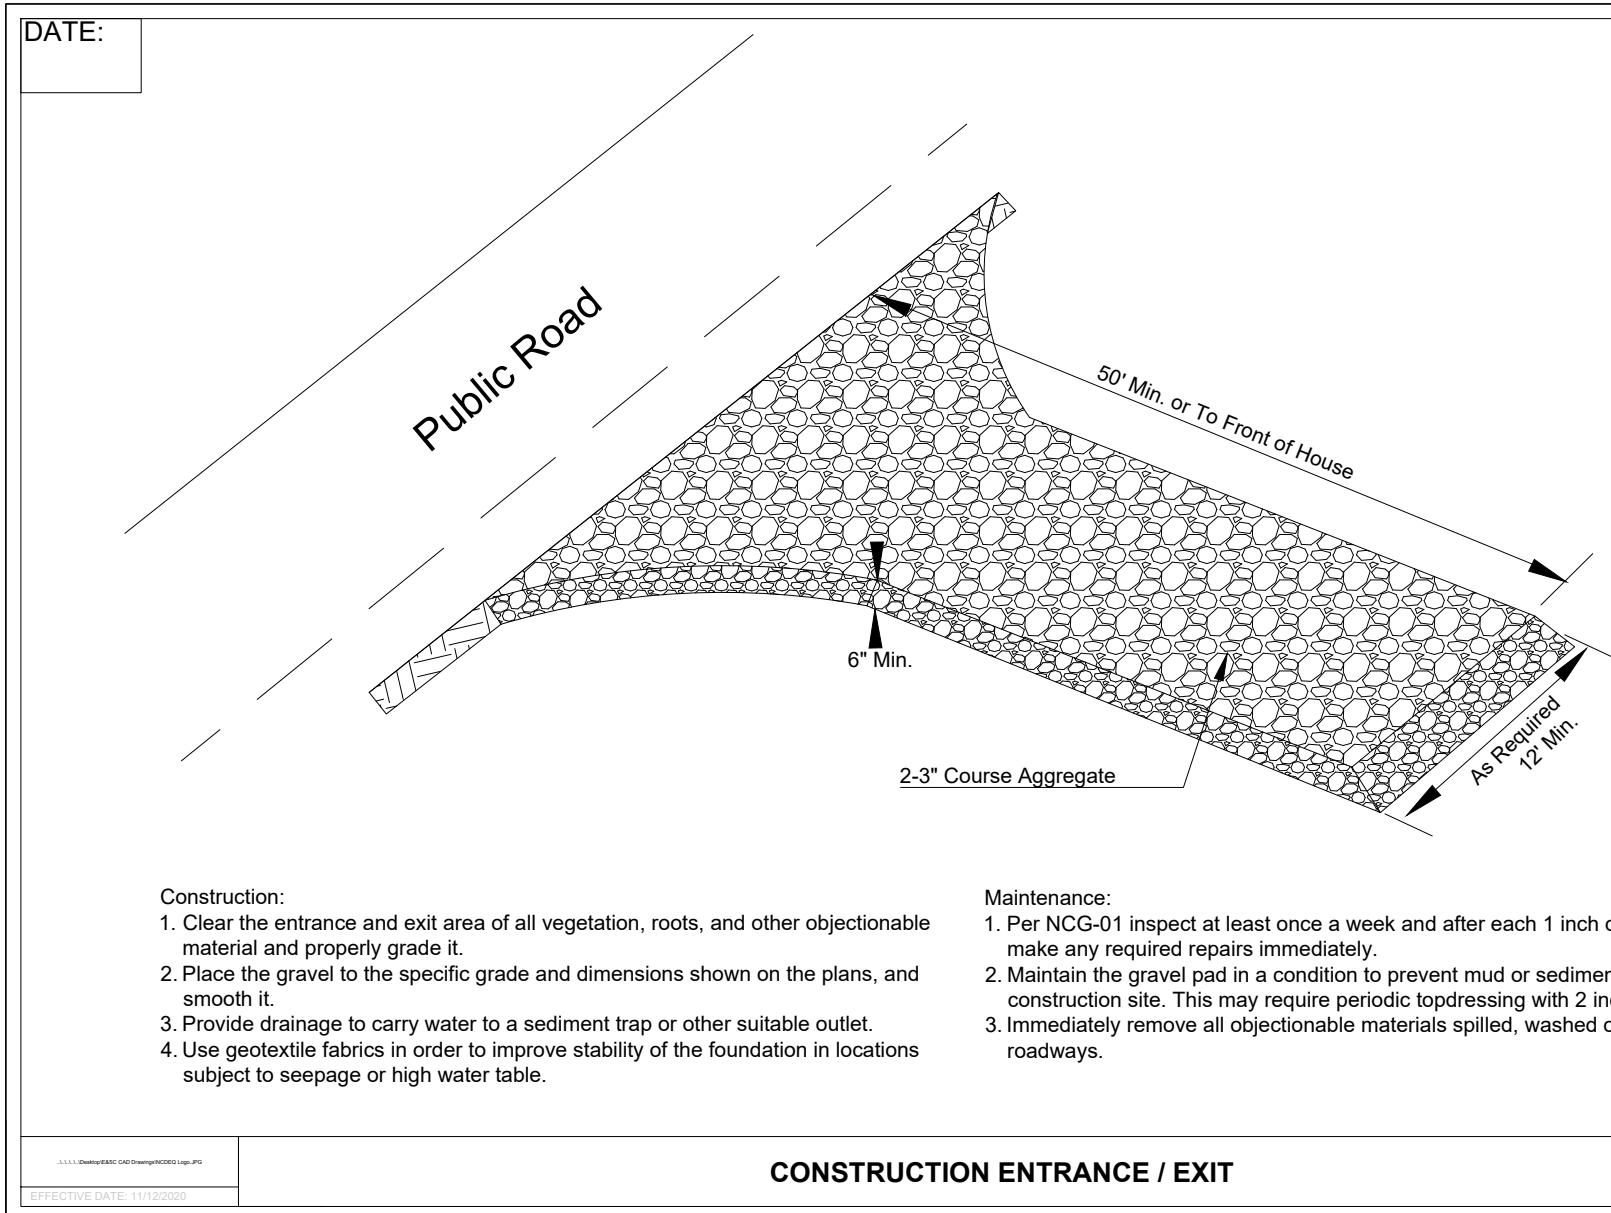 DATE:
Public Road
50' Min. or To Front of House
6" Min.
As Required
12' Min.
2-3" Course Aggregate
Construction:
1. Clear the entrance and exit area of all vegetation, roots, and other objectionable
material and properly grade it.
2. Place the gravel to the specific grade and dimensions shown on the plans, and
smooth it.
3. Provide drainage to carry water to a sediment trap or other suitable outlet.
4. Use geotextile fabrics in order to improve stability of the foundation in locations
subject to seepage or high water table.
Maintenance:
1. Per NCG-01 inspect at least once a week and after each 1 inch
make any required repairs immediately.
2. Maintain the gravel pad in a condition to prevent mud or
construction site. This may require periodic topdressing with 2
3. Immediately remove all objectionable materials spilled, washed
roadways.
EFFECTIVE DATE: 11/12/2020
CONSTRUCTION ENTRANCE / EXIT